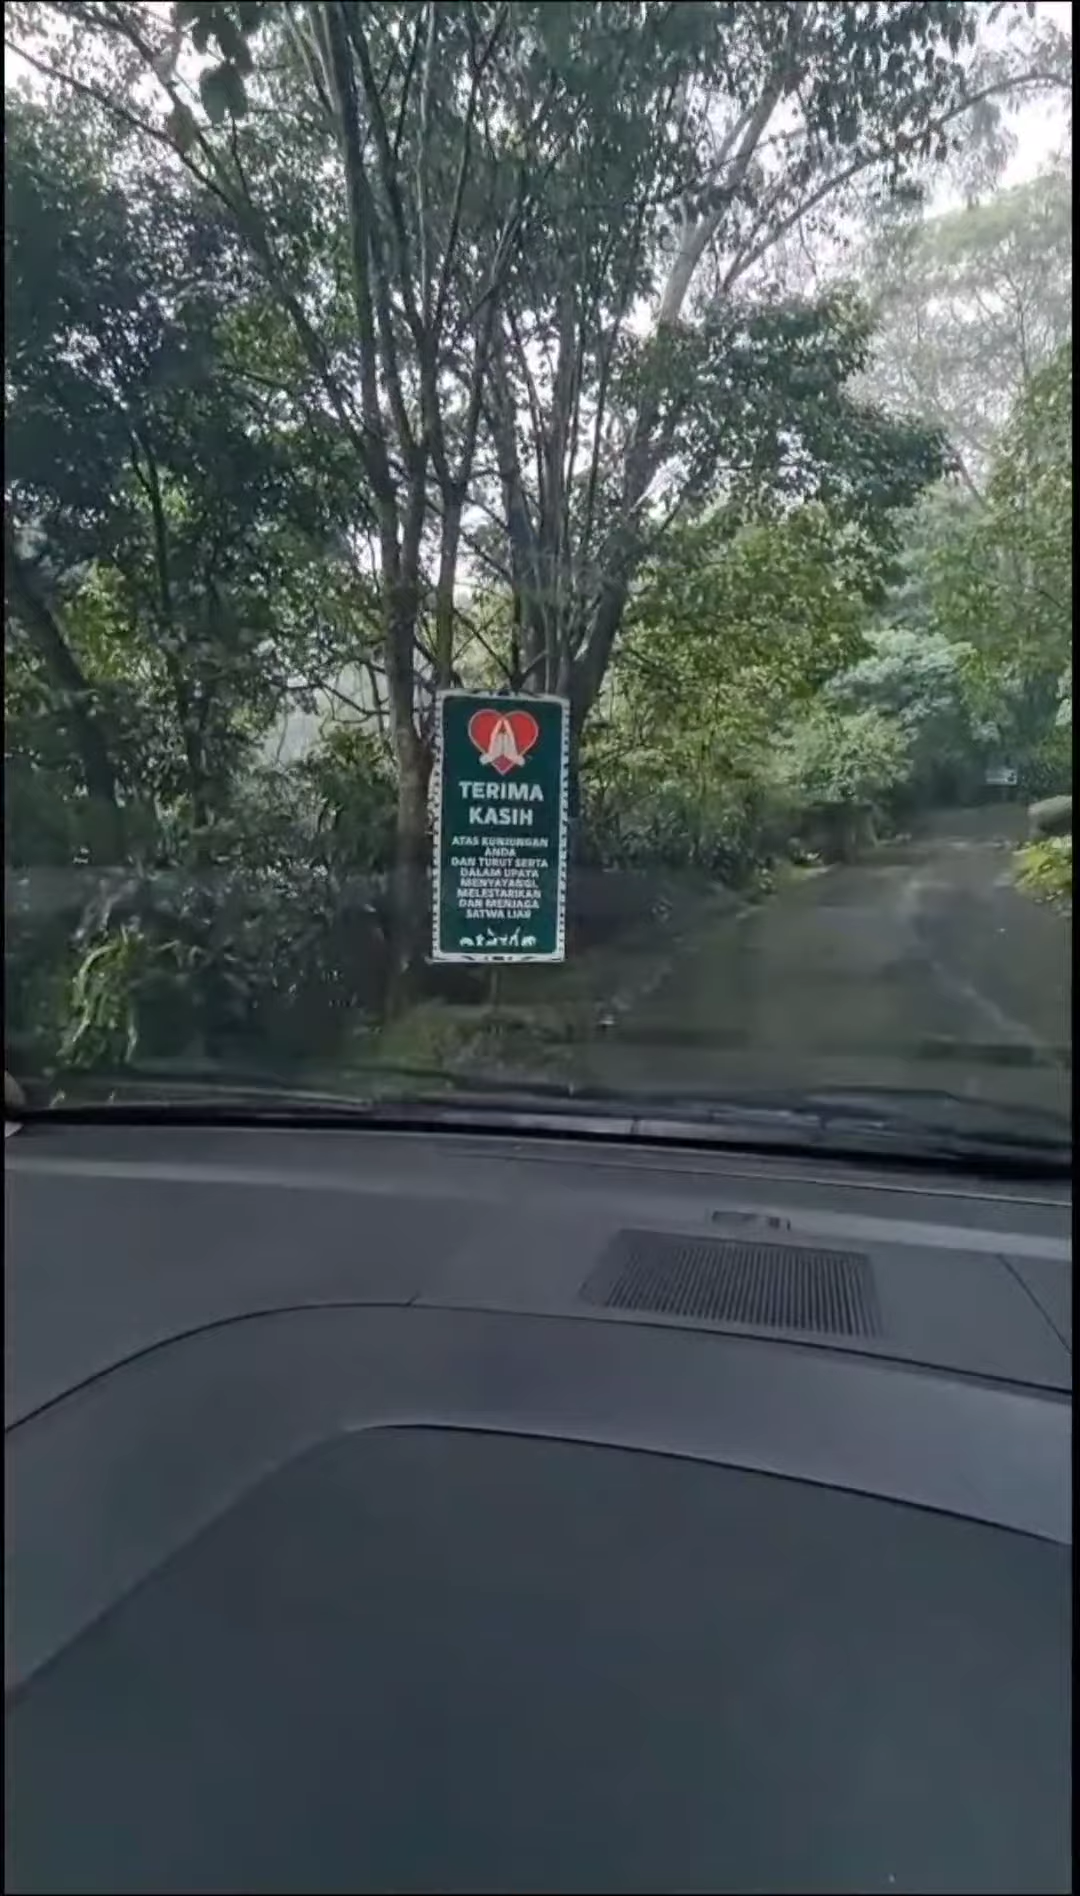 TERIMA
KASIH
ATAS KUNJUNGAN
ANDA
DAN TURUT SERTA
DALAM UPAYA
MENYAYANGI,
MELESTARIKAN
DAN MENJAGA
SATWA LIAR